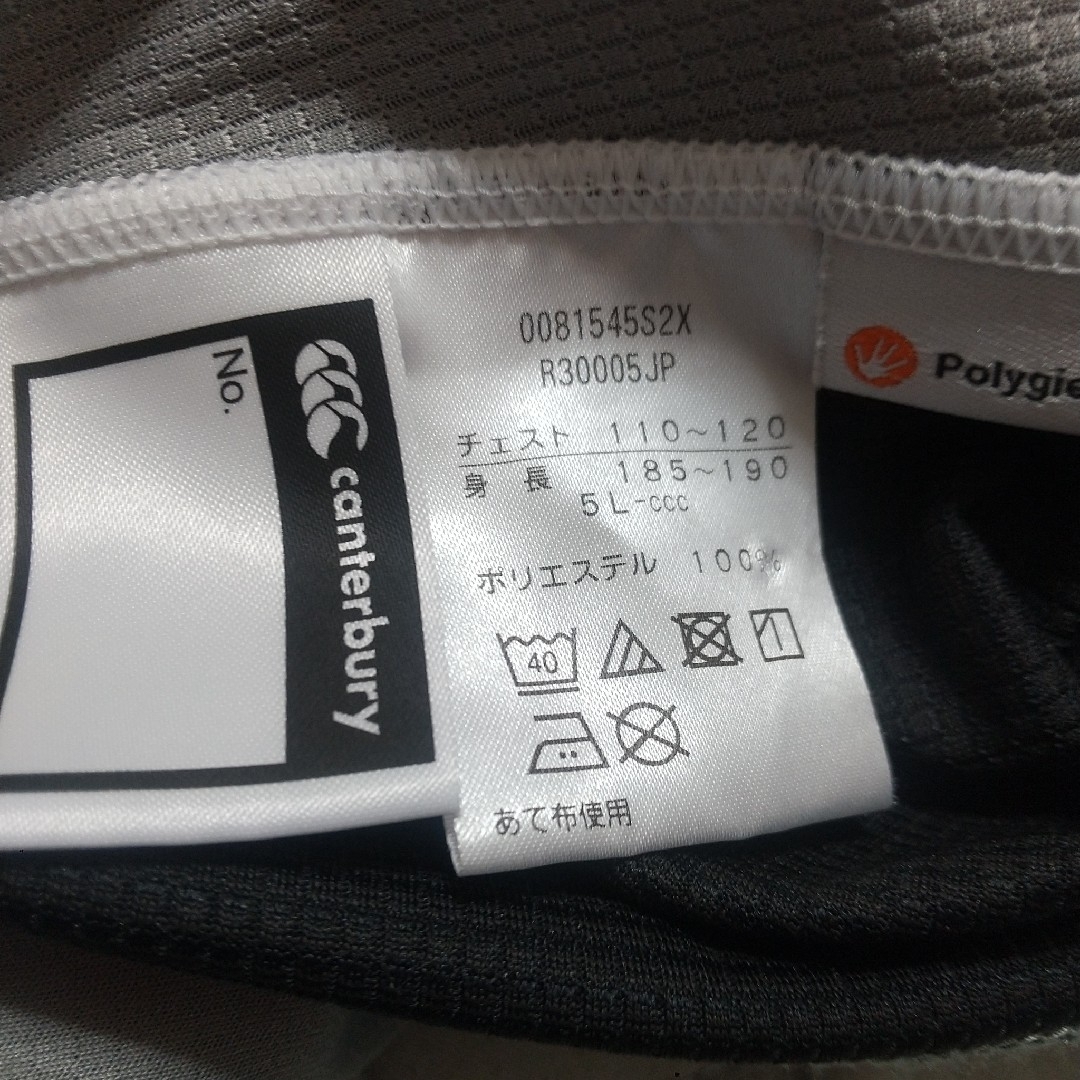 No.
canterbury
0081545S2X
R30005JP
チェスト 110~120
身長 185~190
5L-ccc
ポリエステル 100%
40
1
あて布使用
Polygie